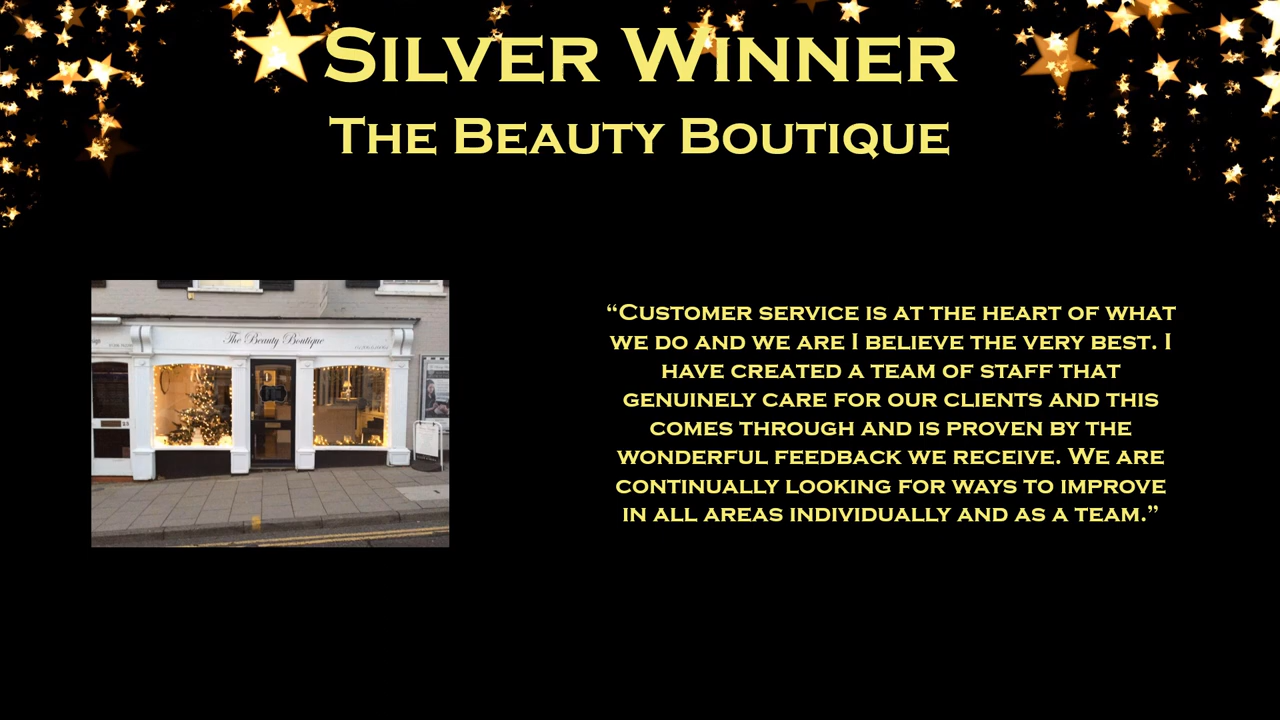 Silver Winner
The Beauty Boutique
The Beauty Boutique
“Customer service is at the heart of what
we do and we are I believe the very best. I
have created a team of staff that
genuinely care for our clients and this
comes through and is proven by the
wonderful feedback we receive. We are
continually looking for ways to improve
in all areas individually and as a team.”